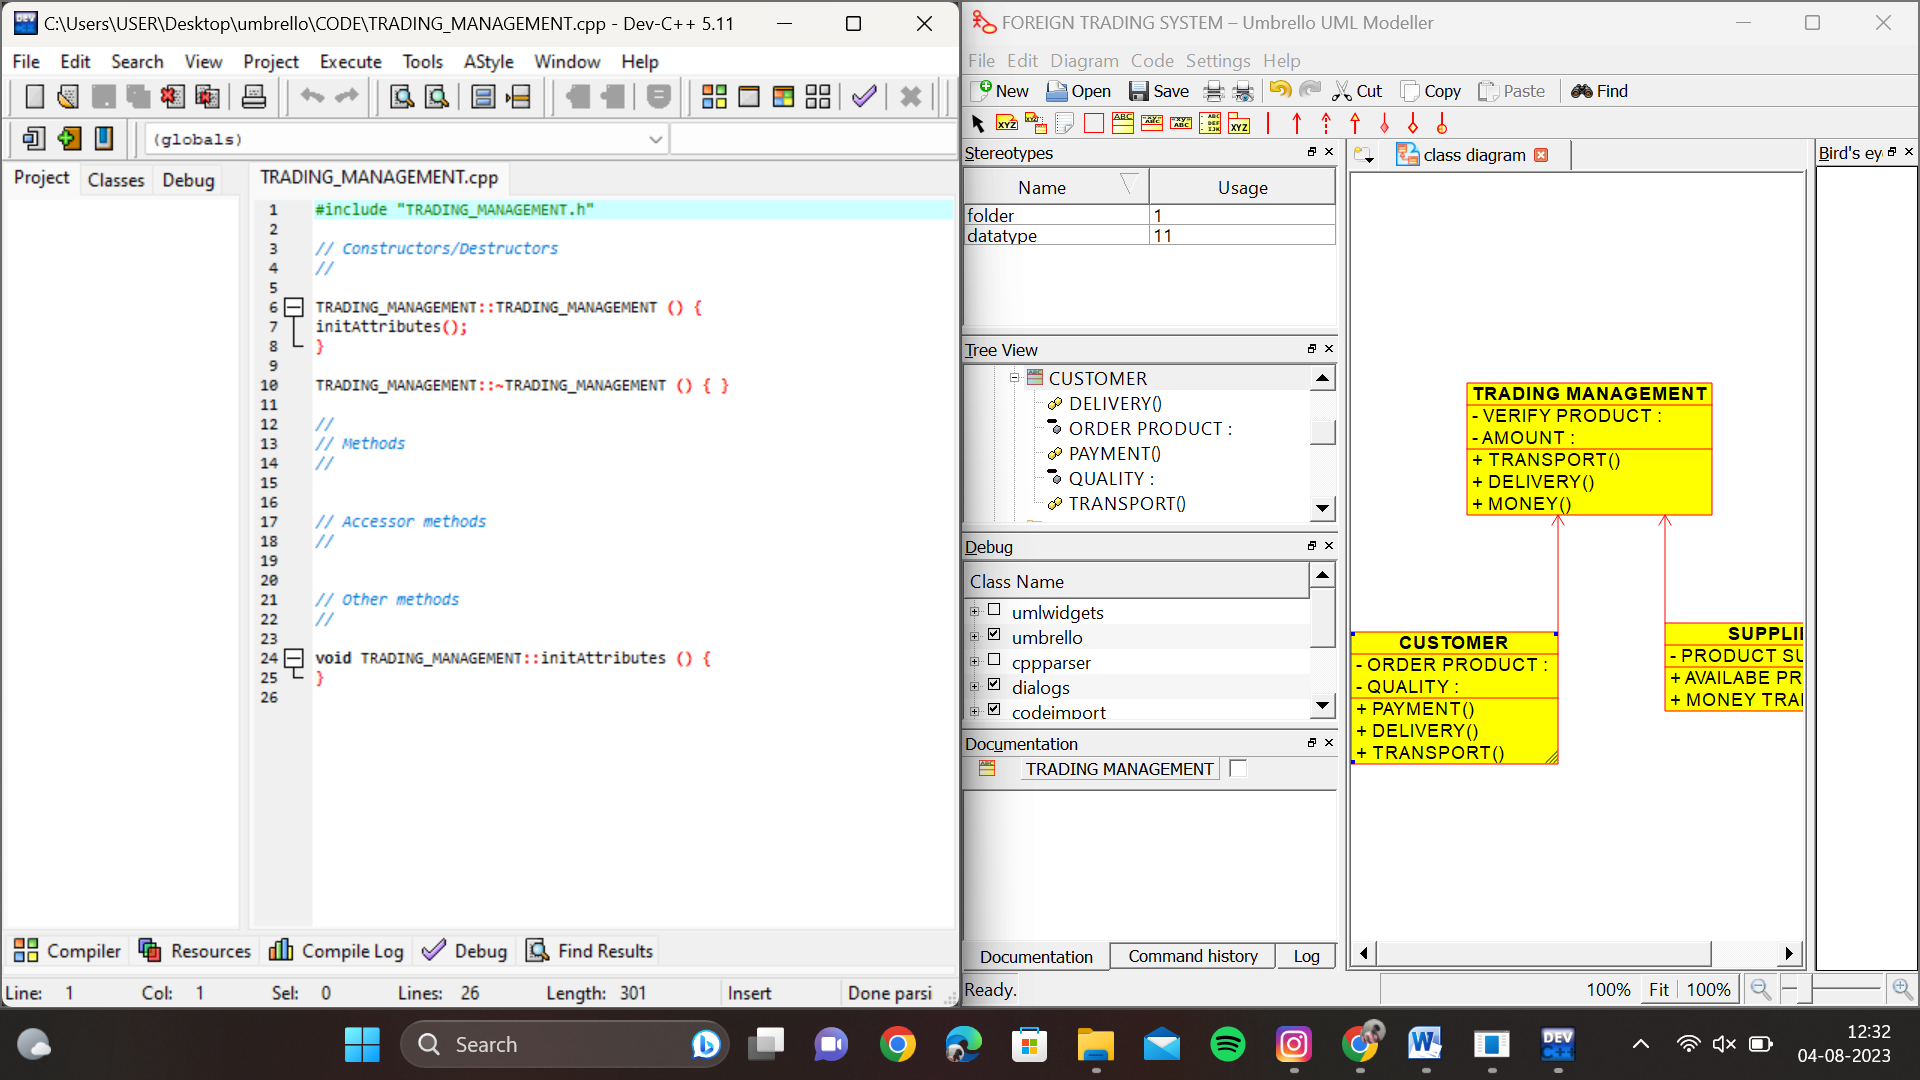 C:\Users\USER\Desktop\umbrello\CODE\TRADING_MANAGEMENT.cpp - Dev-C++ 5.11
File Edit Search View Project Execute Tools AStyle Window Help
(globals)
Project Classes Debug
TRADING_MANAGEMENT.cpp
1 #include "TRADING_MANAGEMENT.h"
2
3 // Constructors/Destructors
4 //
5
6 TRADING_MANAGEMENT::TRADING_MANAGEMENT () {
7 initAttributes();
8 }
9
10 TRADING_MANAGEMENT::~TRADING_MANAGEMENT () { }
11
12 //
13 // Methods
14 //
15
16
17 // Accessor methods
18 //
19
20
21 // Other methods
22 //
23
24 void TRADING_MANAGEMENT::initAttributes () {
25 }
26
Compiler Resources Compile Log Debug Find Results
Line: 1 Col: 1 Sel: 0 Lines: 26 Length: 301 Insert Done parsi
FOREIGN TRADING SYSTEM – Umbrello UML Modeller
File Edit Diagram Code Settings Help
New Open Save Cut Copy Paste Find
Stereotypes
Name Usage
folder 1
datatype 11
Tree View
CUSTOMER
DELIVERY()
ORDER PRODUCT :
PAYMENT()
QUALITY :
TRANSPORT()
Debug
Class Name
umlwidgets
umbrello
cppparser
dialogs
codeimport
Documentation
TRADING MANAGEMENT
Documentation Command history Log
Ready.
class diagram
Bird's ey
TRADING MANAGEMENT
- VERIFY PRODUCT :
- AMOUNT :
+ TRANSPORT()
+ DELIVERY()
+ MONEY()
CUSTOMER
- ORDER PRODUCT :
- QUALITY :
+ PAYMENT()
+ DELIVERY()
+ TRANSPORT()
SUPPLI
- PRODUCT SU
+ AVAILABE PR
+ MONEY TRA
100% Fit 100%
Search
DEV C++
12:32
04-08-2023